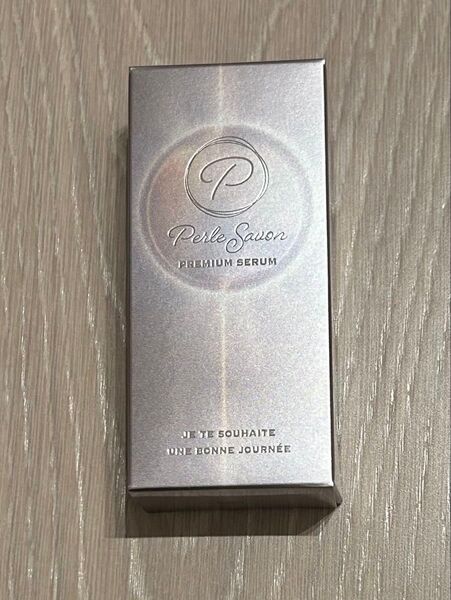 P
Perle Savon
PREMIUM SERUM
JE TE SOUHAITE
UNE BONNE JOURNÉE